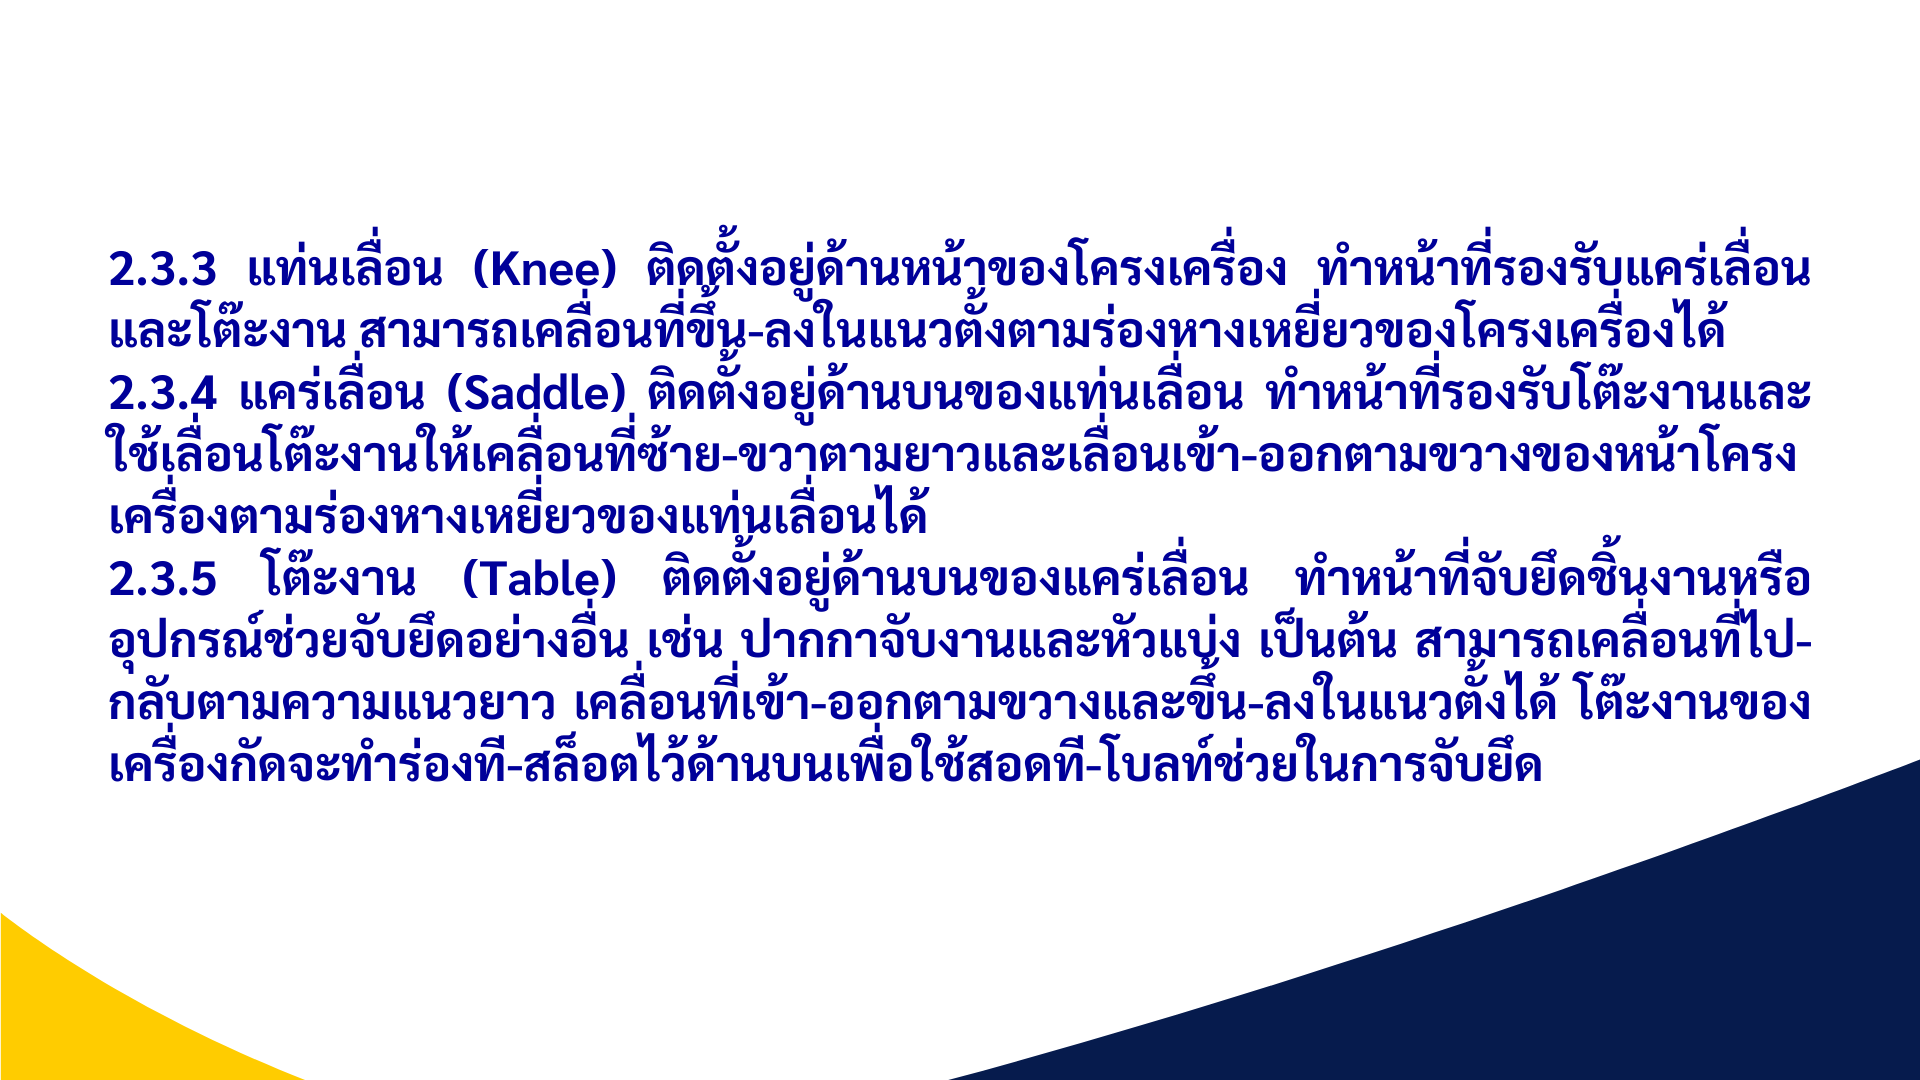 2.3.3 แท่นเลื่อน (Knee) ติดตั้งอยู่ด้านหน้าของโครงเครื่อง ทำหน้าที่รองรับแคร่เลื่อน
และโต๊ะงาน สามารถเคลื่อนที่ขึ้น-ลงในแนวตั้งตามร่องหางเหยี่ยวของโครงเครื่องได้
2.3.4 แคร่เลื่อน (Saddle) ติดตั้งอยู่ด้านบนของแท่นเลื่อน ทำหน้าที่รองรับโต๊ะงานและ
ใช้เลื่อนโต๊ะงานให้เคลื่อนที่ซ้าย-ขวาตามยาวและเลื่อนเข้า-ออกตามขวางของหน้าโครง
เครื่องตามร่องหางเหยี่ยวของแท่นเลื่อนได้
2.3.5 โต๊ะงาน (Table) ติดตั้งอยู่ด้านบนของแคร่เลื่อน ทำหน้าที่จับยึดชิ้นงานหรือ
อุปกรณ์ช่วยจับยึดอย่างอื่น เช่น ปากกาจับงานและหัวแบ่ง เป็นต้น สามารถเคลื่อนที่ไป-
กลับตามความแนวยาว เคลื่อนที่เข้า-ออกตามขวางและขึ้น-ลงในแนวตั้งได้ โต๊ะงานของ
เครื่องกัดจะทำร่องที-สล็อตไว้ด้านบนเพื่อใช้สอดที-โบลท์ช่วยในการจับยึด